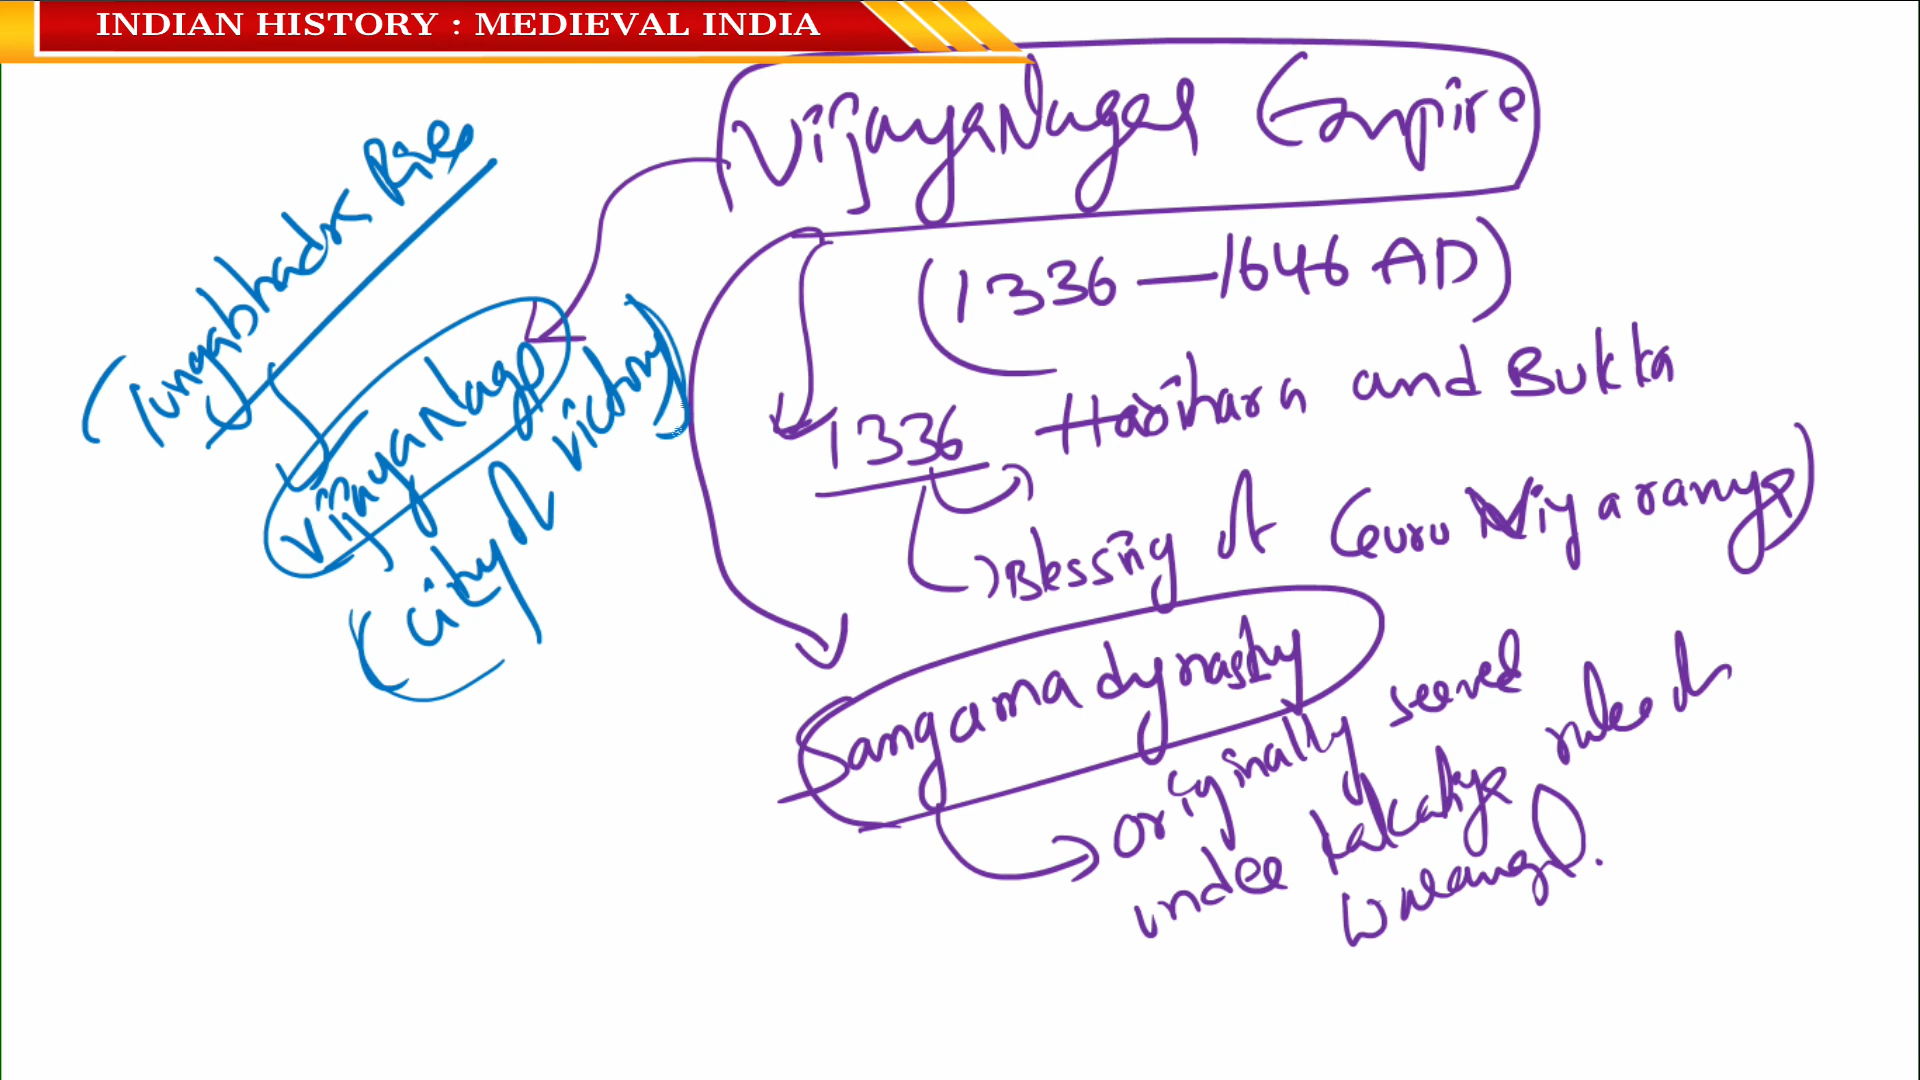 INDIAN HISTORY : MEDIEVAL INDIA
VijayaNagar Empire
(1336 — 1646 AD)
1336 Harihara and Bukka
Blessing of Guru Viyaranya)
Sangama dynasty
originally served
under kakatiya ruler of
Warangal.
(Tungabhadra River
VijayaNagar
(city of victory)